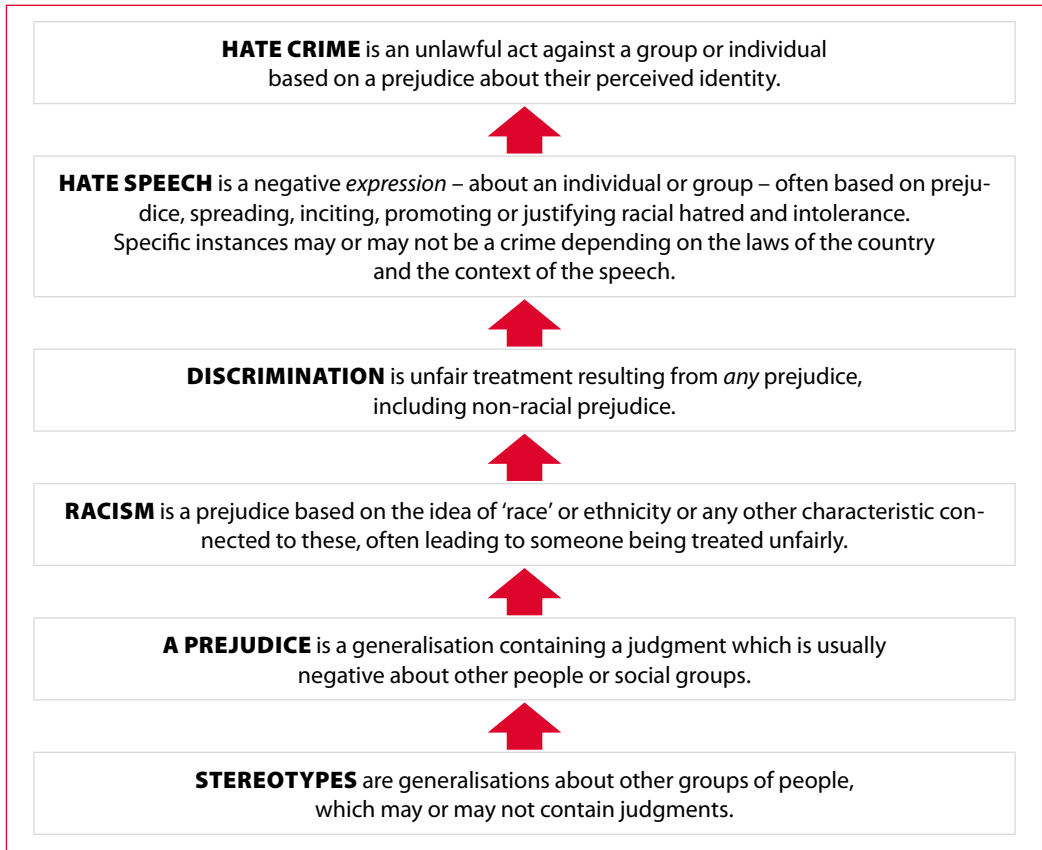 HATE CRIME is an unlawful act against a group or individual
based on a prejudice about their perceived identity.
HATE SPEECH is a negative expression – about an individual or group – often based on preju-
dice, spreading, inciting, promoting or justifying racial hatred and intolerance.
Specific instances may or may not be a crime depending on the laws of the country
and the context of the speech.
DISCRIMINATION is unfair treatment resulting from any prejudice,
including non-racial prejudice.
RACISM is a prejudice based on the idea of ‘race’ or ethnicity or any other characteristic con-
nected to these, often leading to someone being treated unfairly.
A PREJUDICE is a generalisation containing a judgment which is usually
negative about other people or social groups.
STEREOTYPES are generalisations about other groups of people,
which may or may not contain judgments.